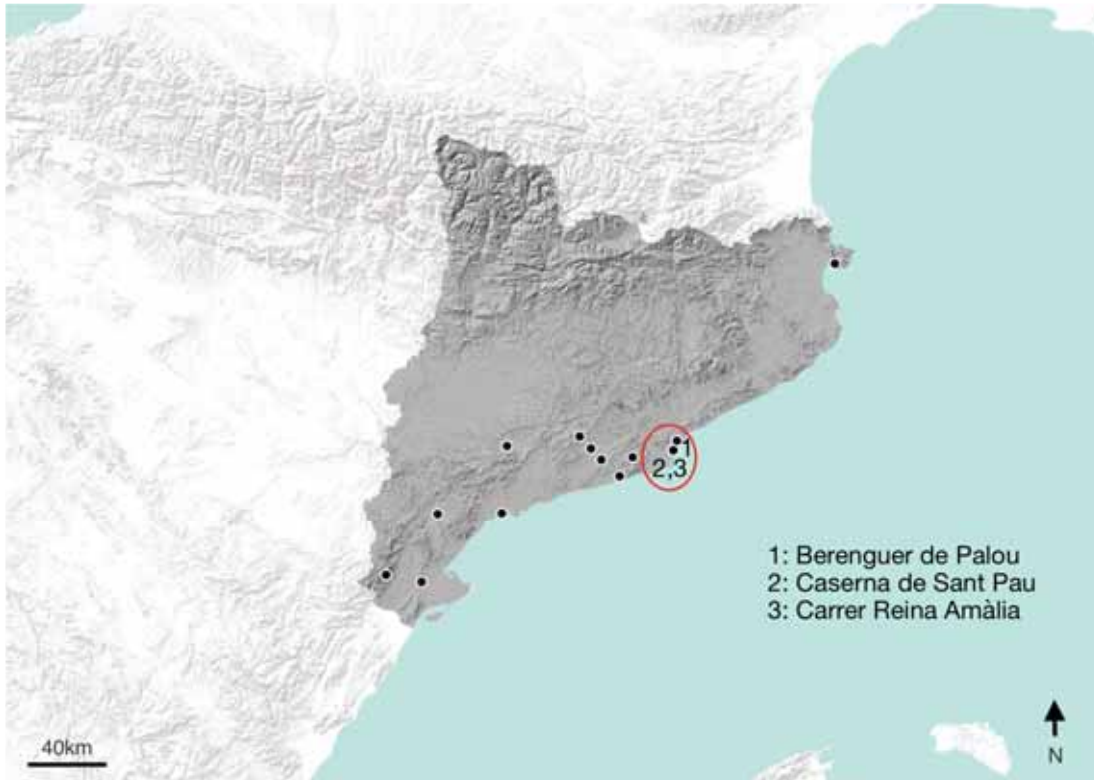 1
2,3
1: Berenguer de Palou
2: Caserna de Sant Pau
3: Carrer Reina Amàlia
40km
N